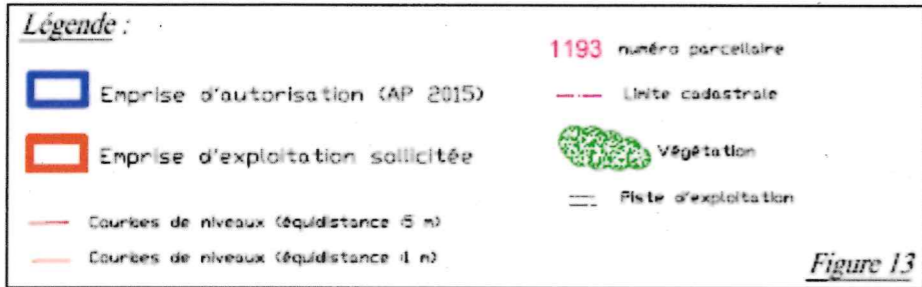 Légende :
Emprise d'autorisation (AP 2015)
Emprise d'exploitation sollicitée
Courbes de niveaux (équidistance 5 m)
Courbes de niveaux (équidistance 1 m)
1193 numéro parcellaire
Limite cadastrale
Végétation
Piste d'exploitation
Figure 13